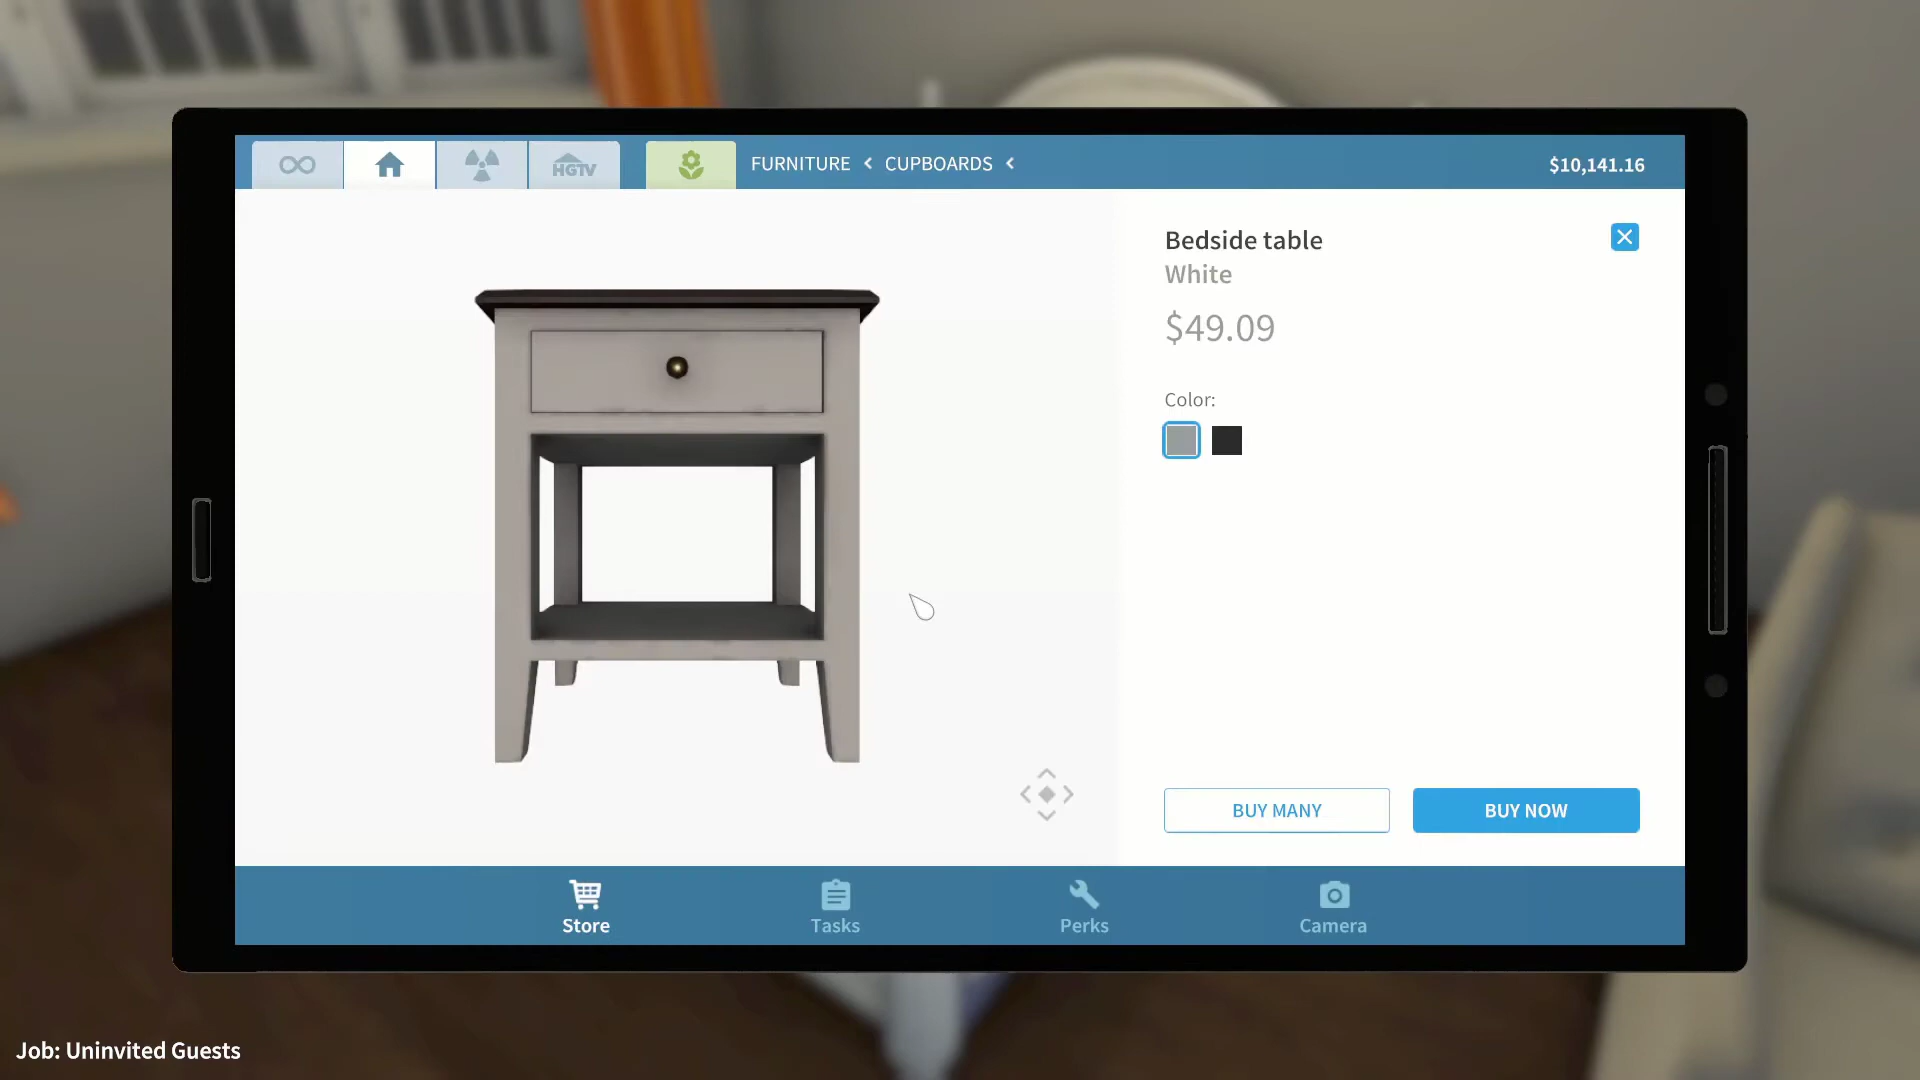 HGTV
FURNITURE < CUPBOARDS <
$10,141.16
Bedside table
White
$49.09
Color:
BUY MANY
BUY NOW
Store
Tasks
Perks
Camera
Job: Uninvited Guests